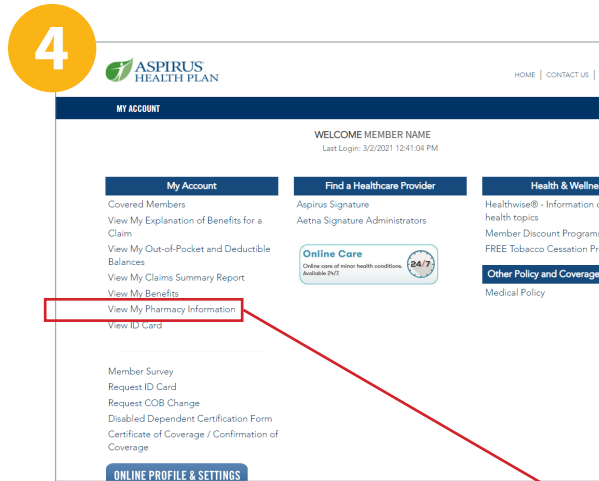 4
ASPIRUS
HEALTH PLAN
HOME | CONTACT US |
MY ACCOUNT
WELCOME MEMBER NAME
Last Login: 3/2/2021 12:41:04 PM
My Account
Covered Members
View My Explanation of Benefits for a
Claim
View My Out-of-Pocket and Deductible
Balances
View My Claims Summary Report
View My Benefits
View My Pharmacy Information
View ID Card
Member Survey
Request ID Card
Request COB Change
Disabled Dependent Certification Form
Certificate of Coverage / Confirmation of
Coverage
ONLINE PROFILE & SETTINGS
Find a Healthcare Provider
Aspirus Signature
Aetna Signature Administrators
Online Care
Online care of minor health conditions.
Available 24/7.
24/7
Health & Wellne
Healthwise® - Information
health topics
Member Discount Programs
FREE Tobacco Cessation Pr
Other Policy and Coverage
Medical Policy